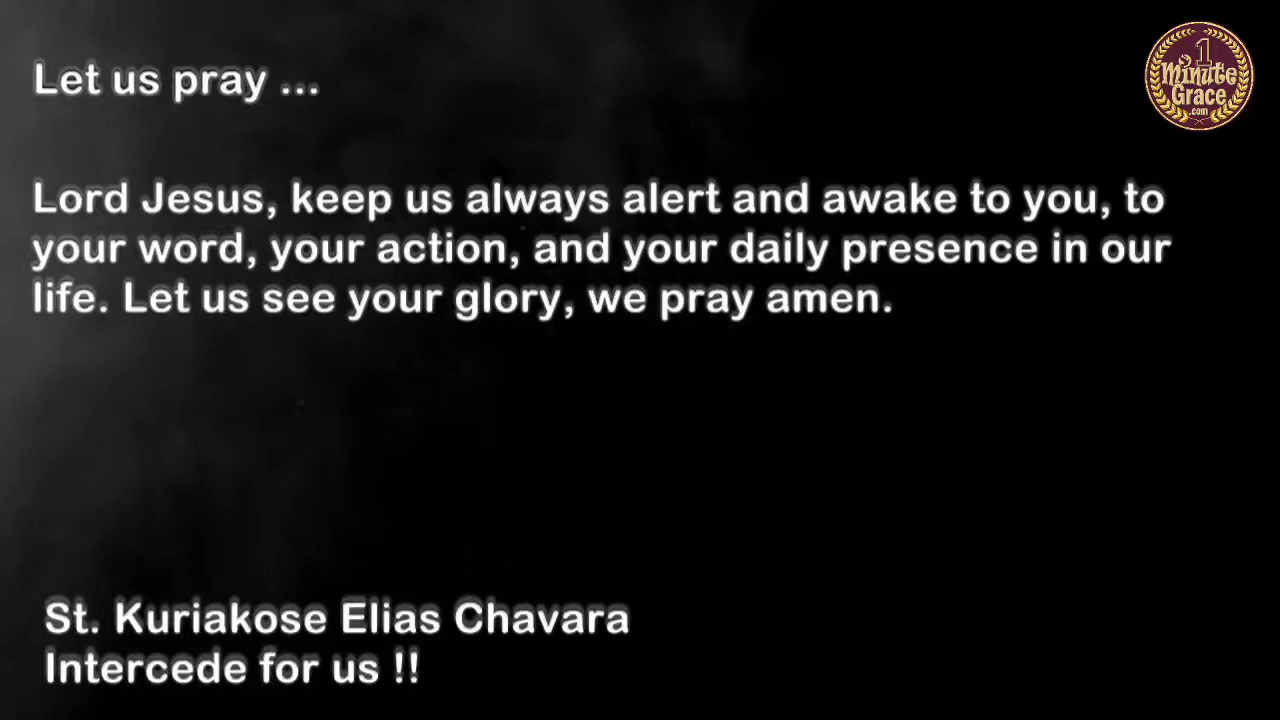 Let us pray ...
1
Minute
Grace
.com
Lord Jesus, keep us always alert and awake to you, to
your word, your action, and your daily presence in our
life. Let us see your glory, we pray amen.
St. Kuriakose Elias Chavara
Intercede for us !!